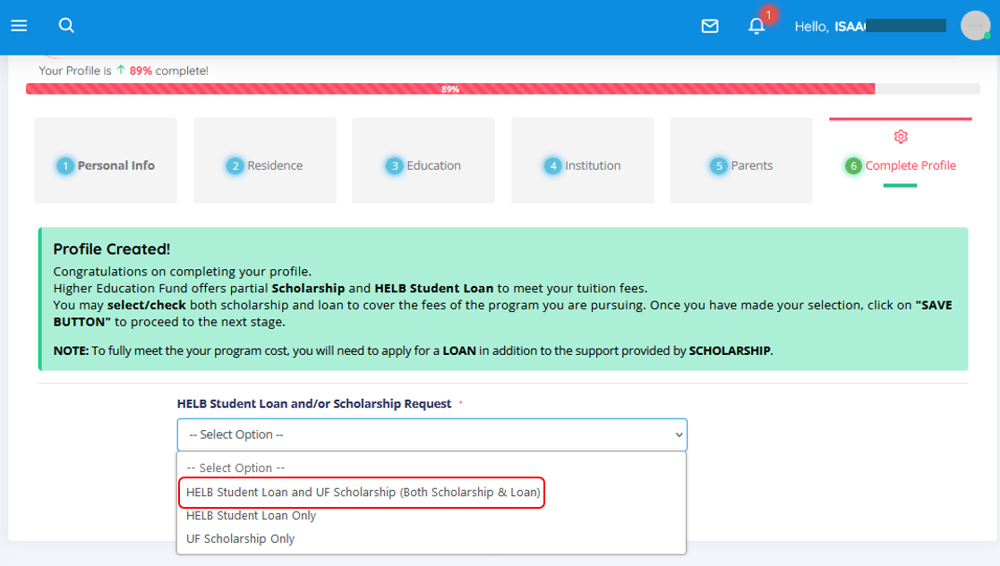 1
Hello, ISAA
Your Profile is ↑ 89% complete!
89%
1 Personal Info
2 Residence
3 Education
4 Institution
5 Parents
6 Complete Profile
Profile Created!
Congratulations on completing your profile.
Higher Education Fund offers partial Scholarship and HELB Student Loan to meet your tuition fees.
You may select/check both scholarship and loan to cover the fees of the program you are pursuing. Once you have made your selection, click on "SAVE
BUTTON" to proceed to the next stage.
NOTE: To fully meet the your program cost, you will need to apply for a LOAN in addition to the support provided by SCHOLARSHIP.
HELB Student Loan and/or Scholarship Request *
-- Select Option --
-- Select Option --
HELB Student Loan and UF Scholarship (Both Scholarship & Loan)
HELB Student Loan Only
UF Scholarship Only